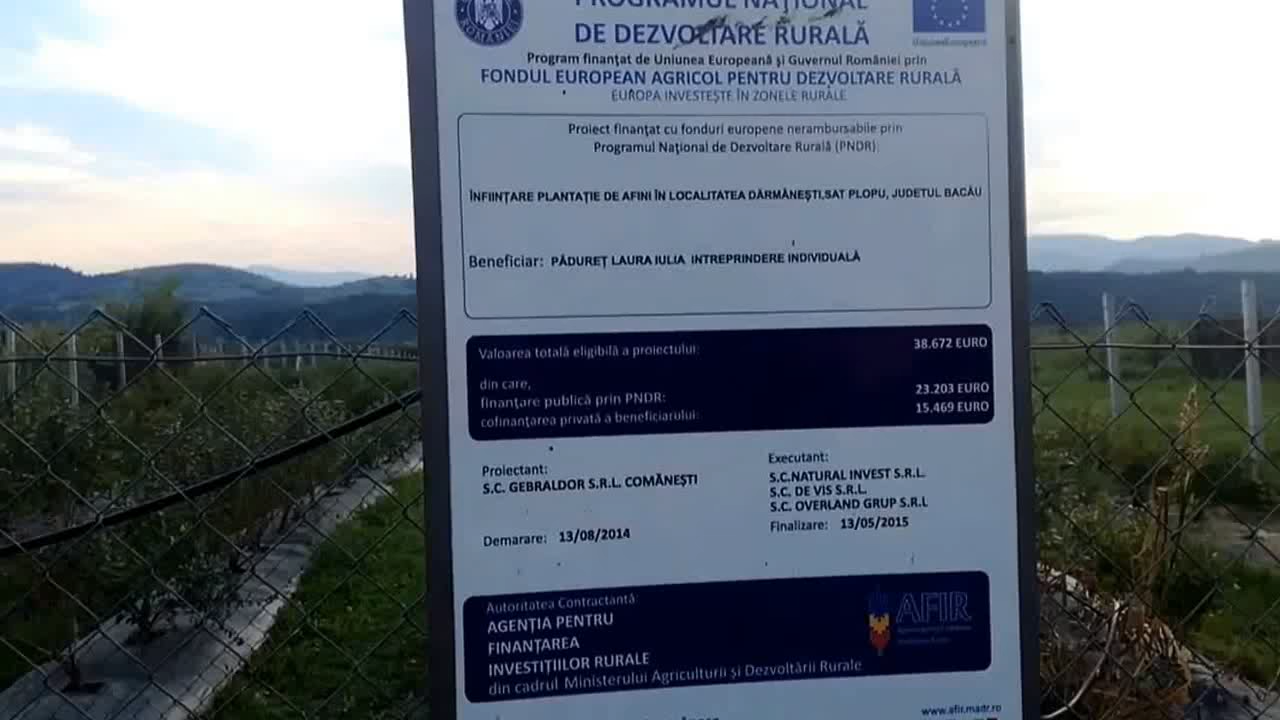 PROGRAMUL NAȚIONAL
DE DEZVOLTARE RURALĂ
ROMÂNIEI
Uniunea Europeană
Program finanțat de Uniunea Europeană și Guvernul României prin
FONDUL EUROPEAN AGRICOL PENTRU DEZVOLTARE RURALĂ
EUROPA INVESTEȘTE ÎN ZONELE RURALE
Proiect finanțat cu fonduri europene nerambursabile prin
Programul Național de Dezvoltare Rurală (PNDR)
ÎNFIINȚARE PLANTAȚIE DE AFINI ÎN LOCALITATEA DĂRMĂNEȘTI,SAT PLOPU, JUDETUL BACĂU
Beneficiar: PĂDUREȚ LAURA IULIA INTREPRINDERE INDIVIDUALĂ
Valoarea totală eligibilă a proiectului: 38.672 EURO
din care,
finanțare publică prin PNDR: 23.203 EURO
cofinanțarea privată a beneficiarului: 15.469 EURO
Proiectant:
S.C. GEBRALDOR S.R.L. COMĂNEȘTI
Executant:
S.C.NATURAL INVEST S.R.L.
S.C. DE VIS S.R.L.
S.C. OVERLAND GRUP S.R.L
Demarare: 13/08/2014
Finalizare: 13/05/2015
Autoritatea Contractantă
AGENȚIA PENTRU
FINANȚAREA
INVESTIȚIILOR RURALE
din cadrul Ministerului Agriculturii și Dezvoltării Rurale
AFIR
www.afir.madr.ro